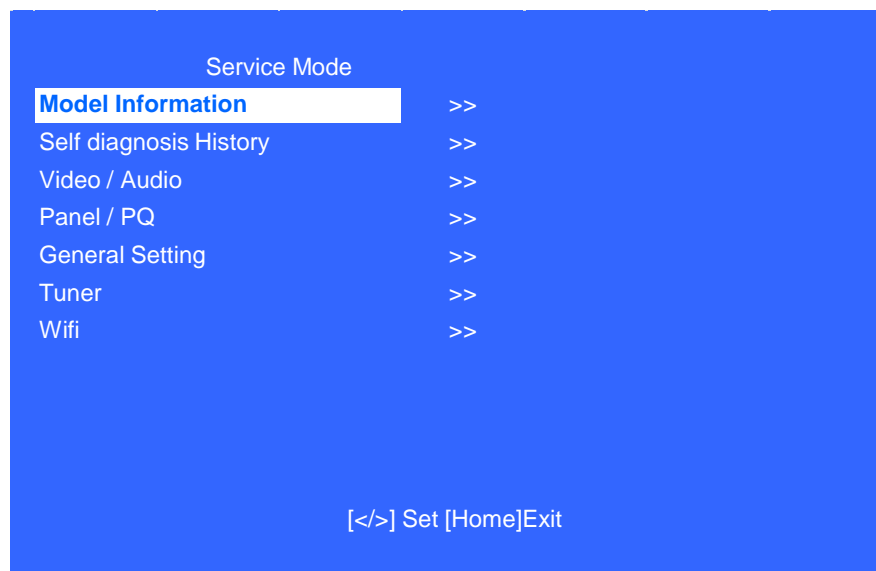 Service Mode
Model Information >>
Self diagnosis History >>
Video / Audio >>
Panel / PQ >>
General Setting >>
Tuner >>
Wifi >>
[</>] Set [Home]Exit